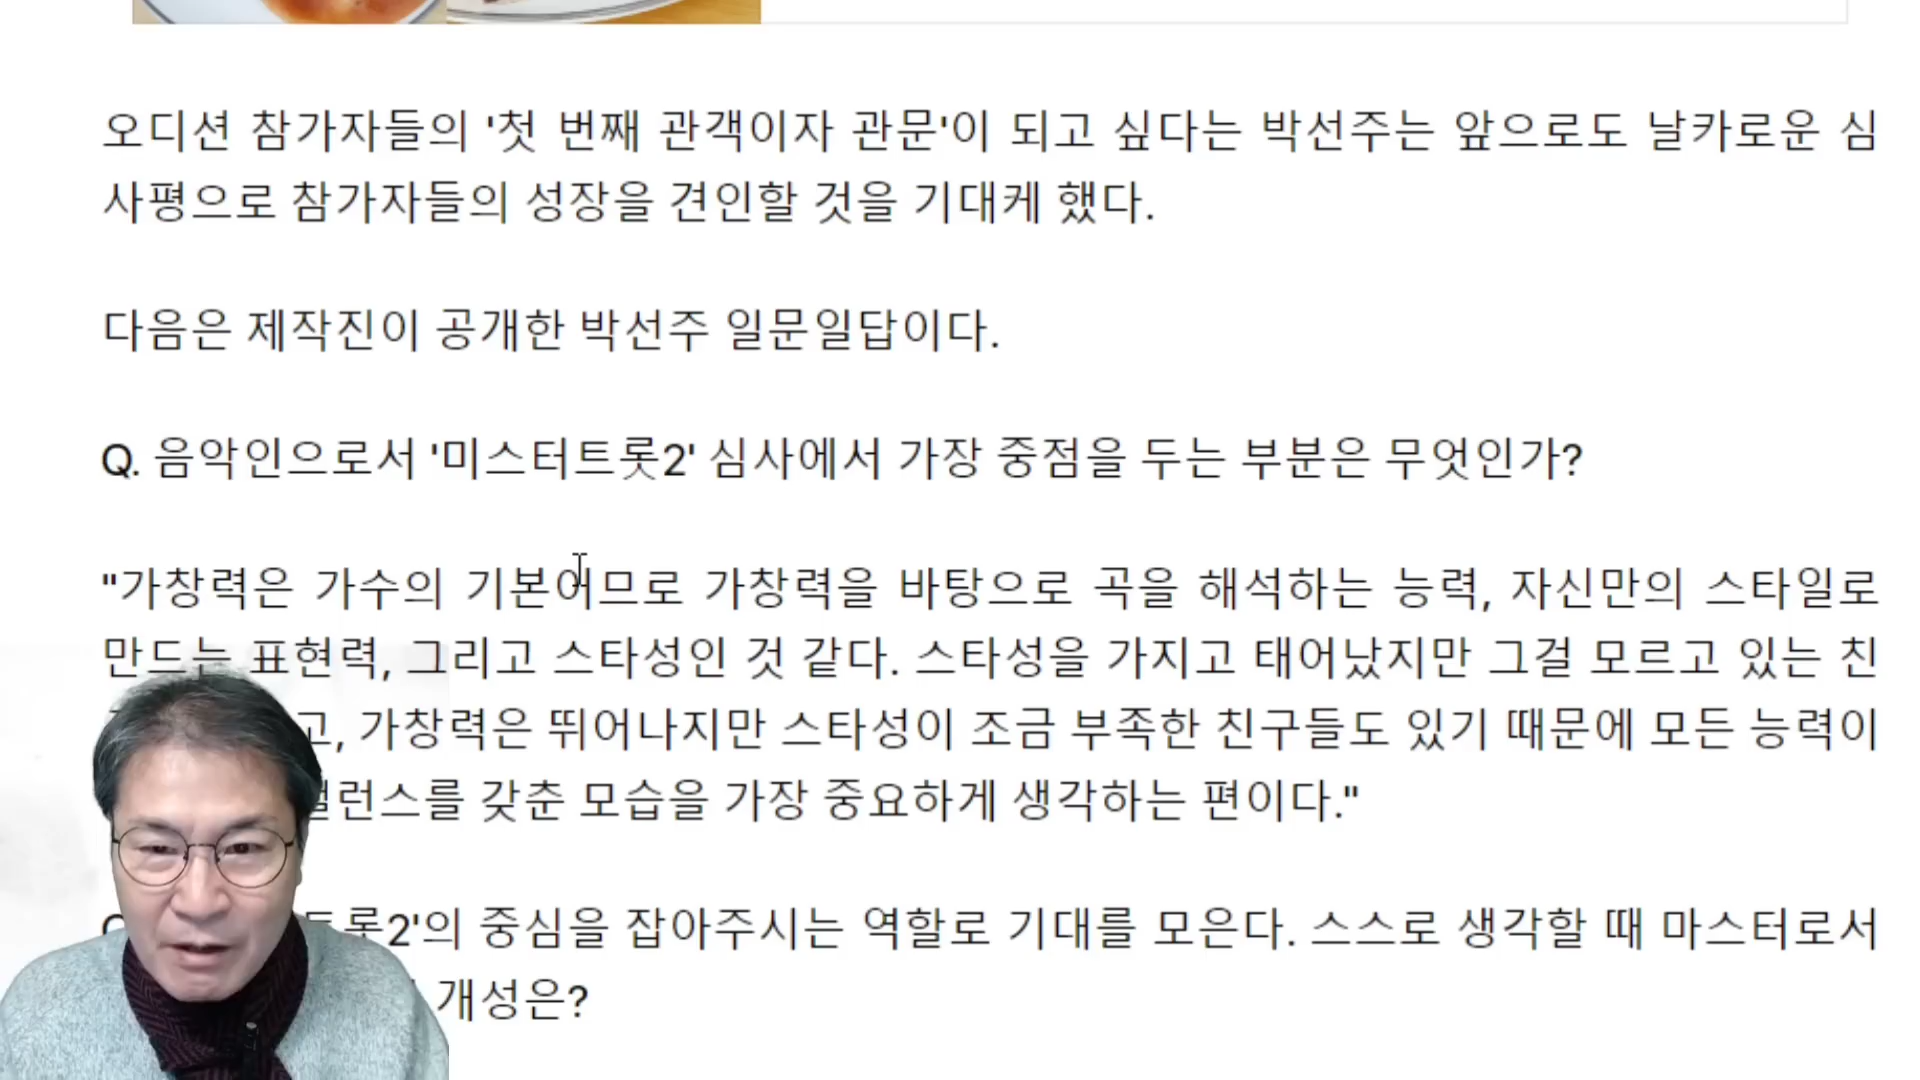 오디션 참가자들의 '첫 번째 관객이자 관문'이 되고 싶다는 박선주는 앞으로도 날카로운 심
사평으로 참가자들의 성장을 견인할 것을 기대케 했다.
다음은 제작진이 공개한 박선주 일문일답이다.
Q. 음악인으로서 '미스터트롯2' 심사에서 가장 중점을 두는 부분은 무엇인가?
"가창력은 가수의 기본이므로 가창력을 바탕으로 곡을 해석하는 능력, 자신만의 스타일로
만드는 표현력, 그리고 스타성인 것 같다. 스타성을 가지고 태어났지만 그걸 모르고 있는 친
고, 가창력은 뛰어나지만 스타성이 조금 부족한 친구들도 있기 때문에 모든 능력이
밸런스를 갖춘 모습을 가장 중요하게 생각하는 편이다."
트롯2'의 중심을 잡아주시는 역할로 기대를 모은다. 스스로 생각할 때 마스터로서
개성은?